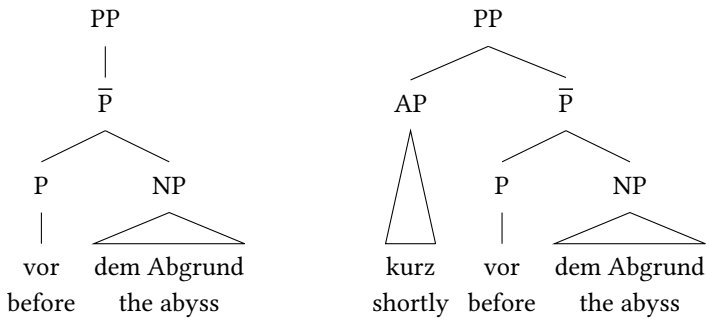 PP PP
P̅ AP P̅
P NP P NP
vor dem Abgrund kurz vor dem Abgrund
before the abyss shortly before the abyss